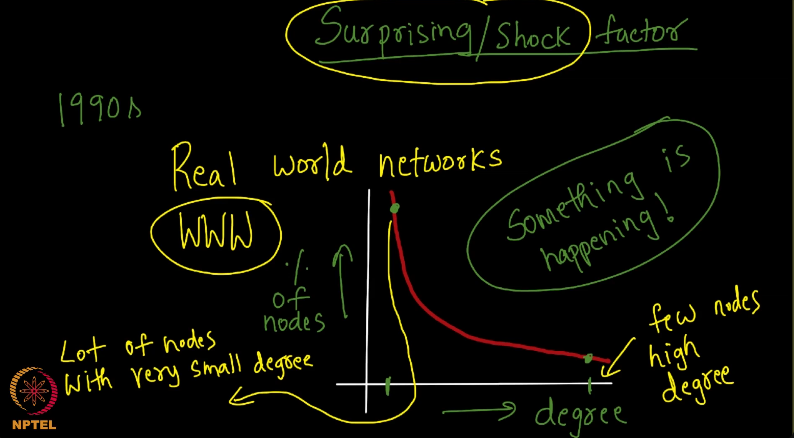 Surprising/Shock factor
1990s
Real world networks
WWW
Something is
happening!
%
of
nodes
few nodes
high
degree
Lot of nodes
With very small degree
degree
NPTEL